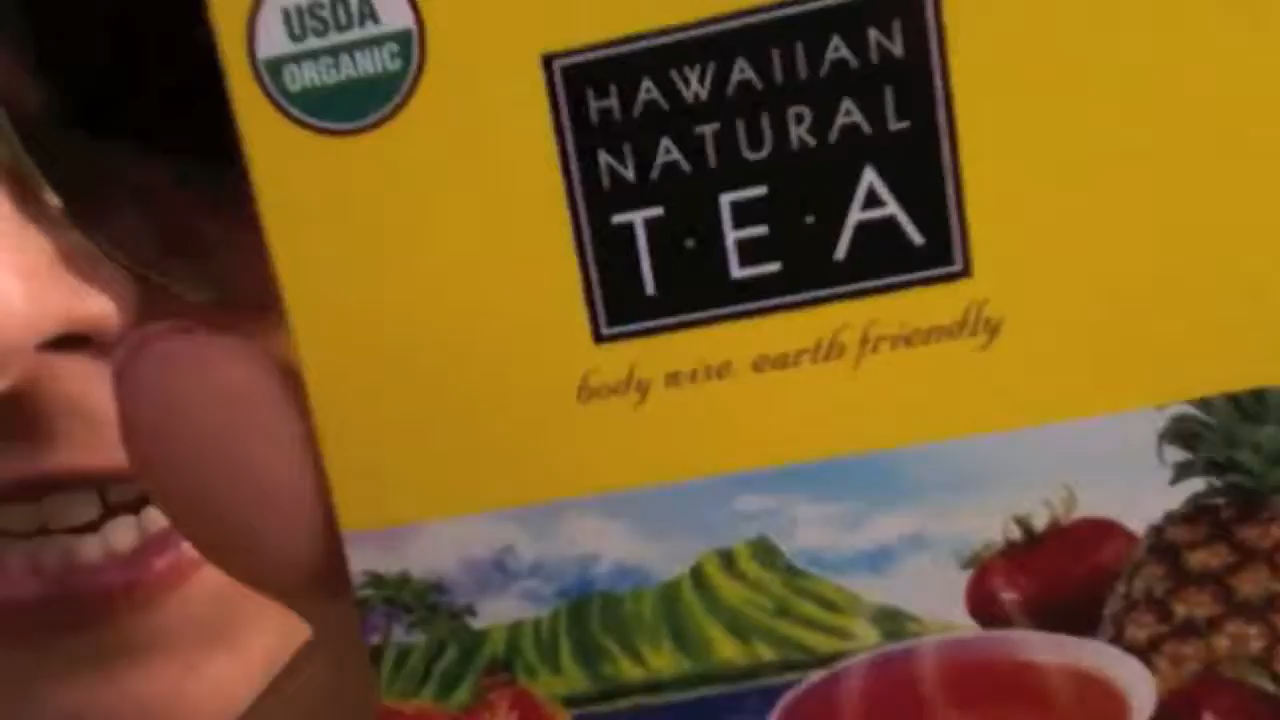 USDA
ORGANIC
HAWAIIAN
NATURAL
T·E·A
body wise earth friendly